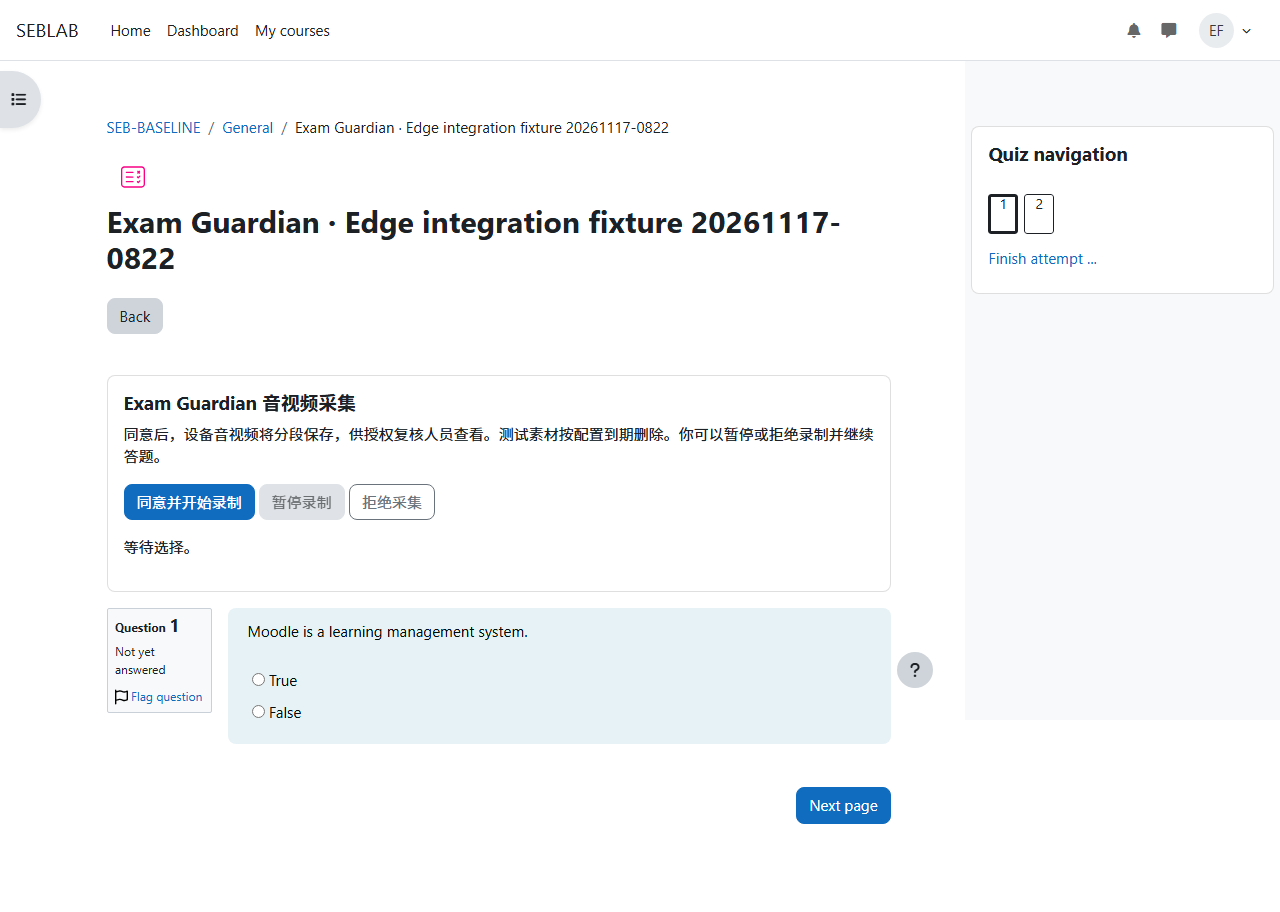 SEBLAB Home Dashboard My courses EF
SEB-BASELINE / General / Exam Guardian · Edge integration fixture 20261117-0822
Exam Guardian · Edge integration fixture 20261117-
0822
Back
Exam Guardian 音视频采集
同意后，设备音视频将分段保存，供授权复核人员查看。测试素材按配置到期删除。你可以暂停或拒绝录制并继续
答题。
同意并开始录制 暂停录制 拒绝采集
等待选择。
Question 1
Not yet
answered
Flag question
Moodle is a learning management system.
True
False
?
Next page
Quiz navigation
1 2
Finish attempt ...